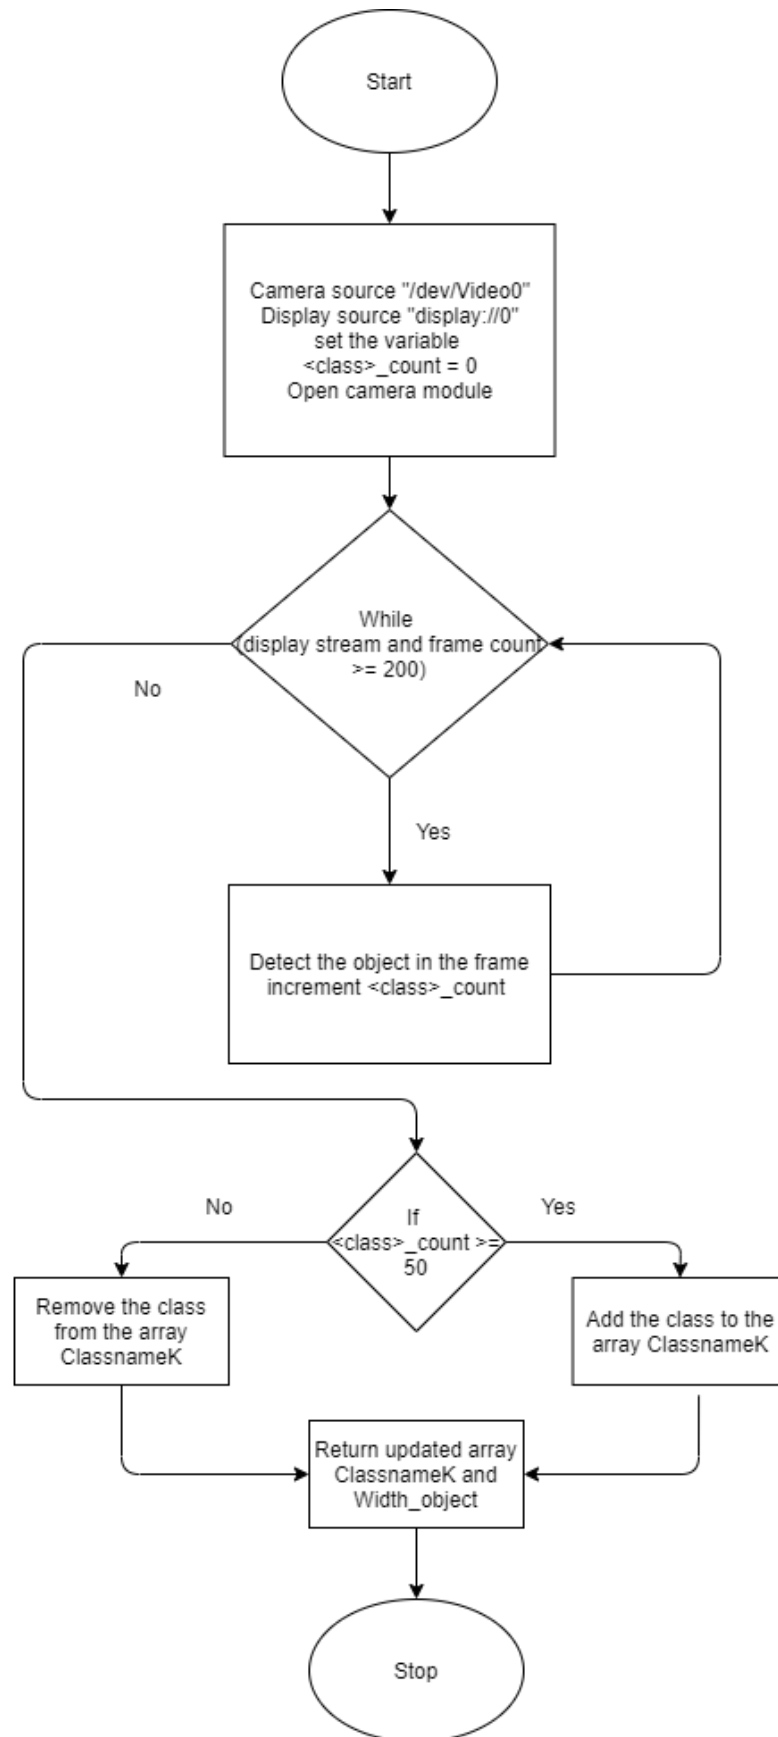 Start
Camera source "/dev/Video0"
Display source "display://0"
set the variable
<class>_count = 0
Open camera module
While
(display stream and frame count
>= 200)
No
Yes
Detect the object in the frame
increment <class>_count
No
Yes
If
<class>_count >=
50
Remove the class
from the array
ClassnameK
Add the class to the
array ClassnameK
Return updated array
ClassnameK and
Width_object
Stop